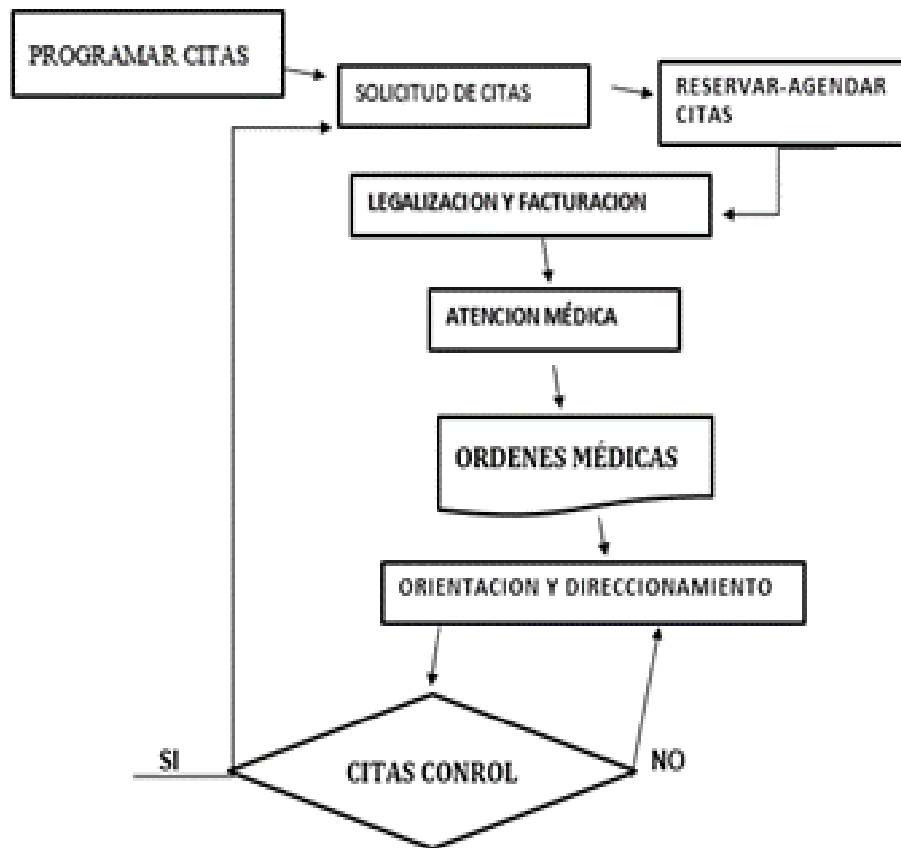 PROGRAMAR CITAS
SOLICITUD DE CITAS
RESERVAR-AGENDAR
CITAS
LEGALIZACION Y FACTURACION
ATENCION MÉDICA
ORDENES MÉDICAS
ORIENTACION Y DIRECCIONAMIENTO
SI
CITAS CONROL
NO